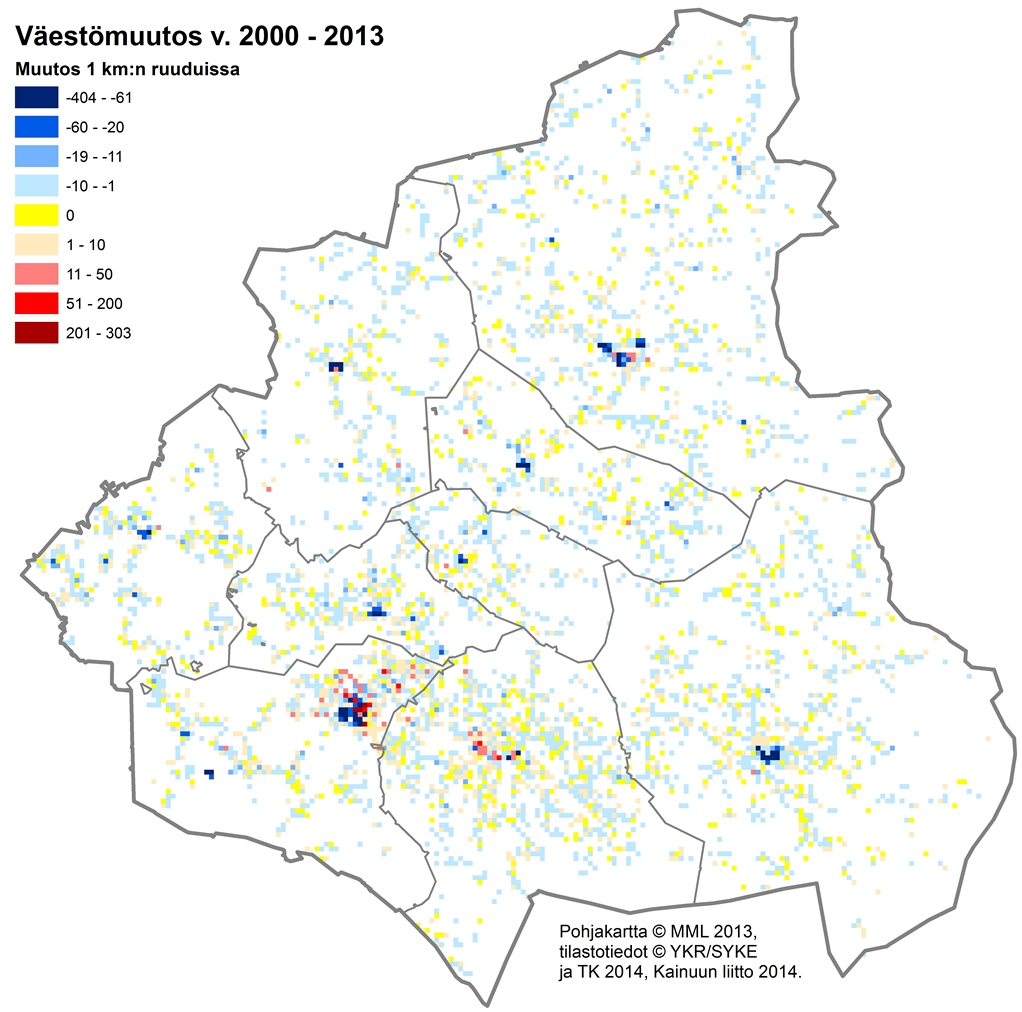 Väestömuutos v. 2000 - 2013
Muutos 1 km:n ruuduissa
-404 - -61
-60 - -20
-19 - -11
-10 - -1
0
1 - 10
11 - 50
51 - 200
201 - 303
Pohjakartta © MML 2013,
tilastotiedot © YKR/SYKE
ja TK 2014, Kainuun liitto 2014.